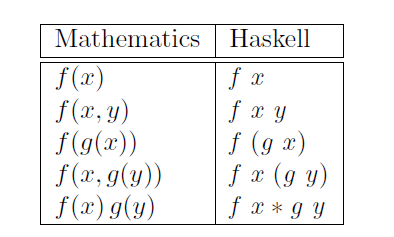 Mathematics Haskell
f(x) f x
f(x, y) f x y
f(g(x)) f (g x)
f(x, g(y)) f x (g y)
f(x) g(y) f x ∗ g y